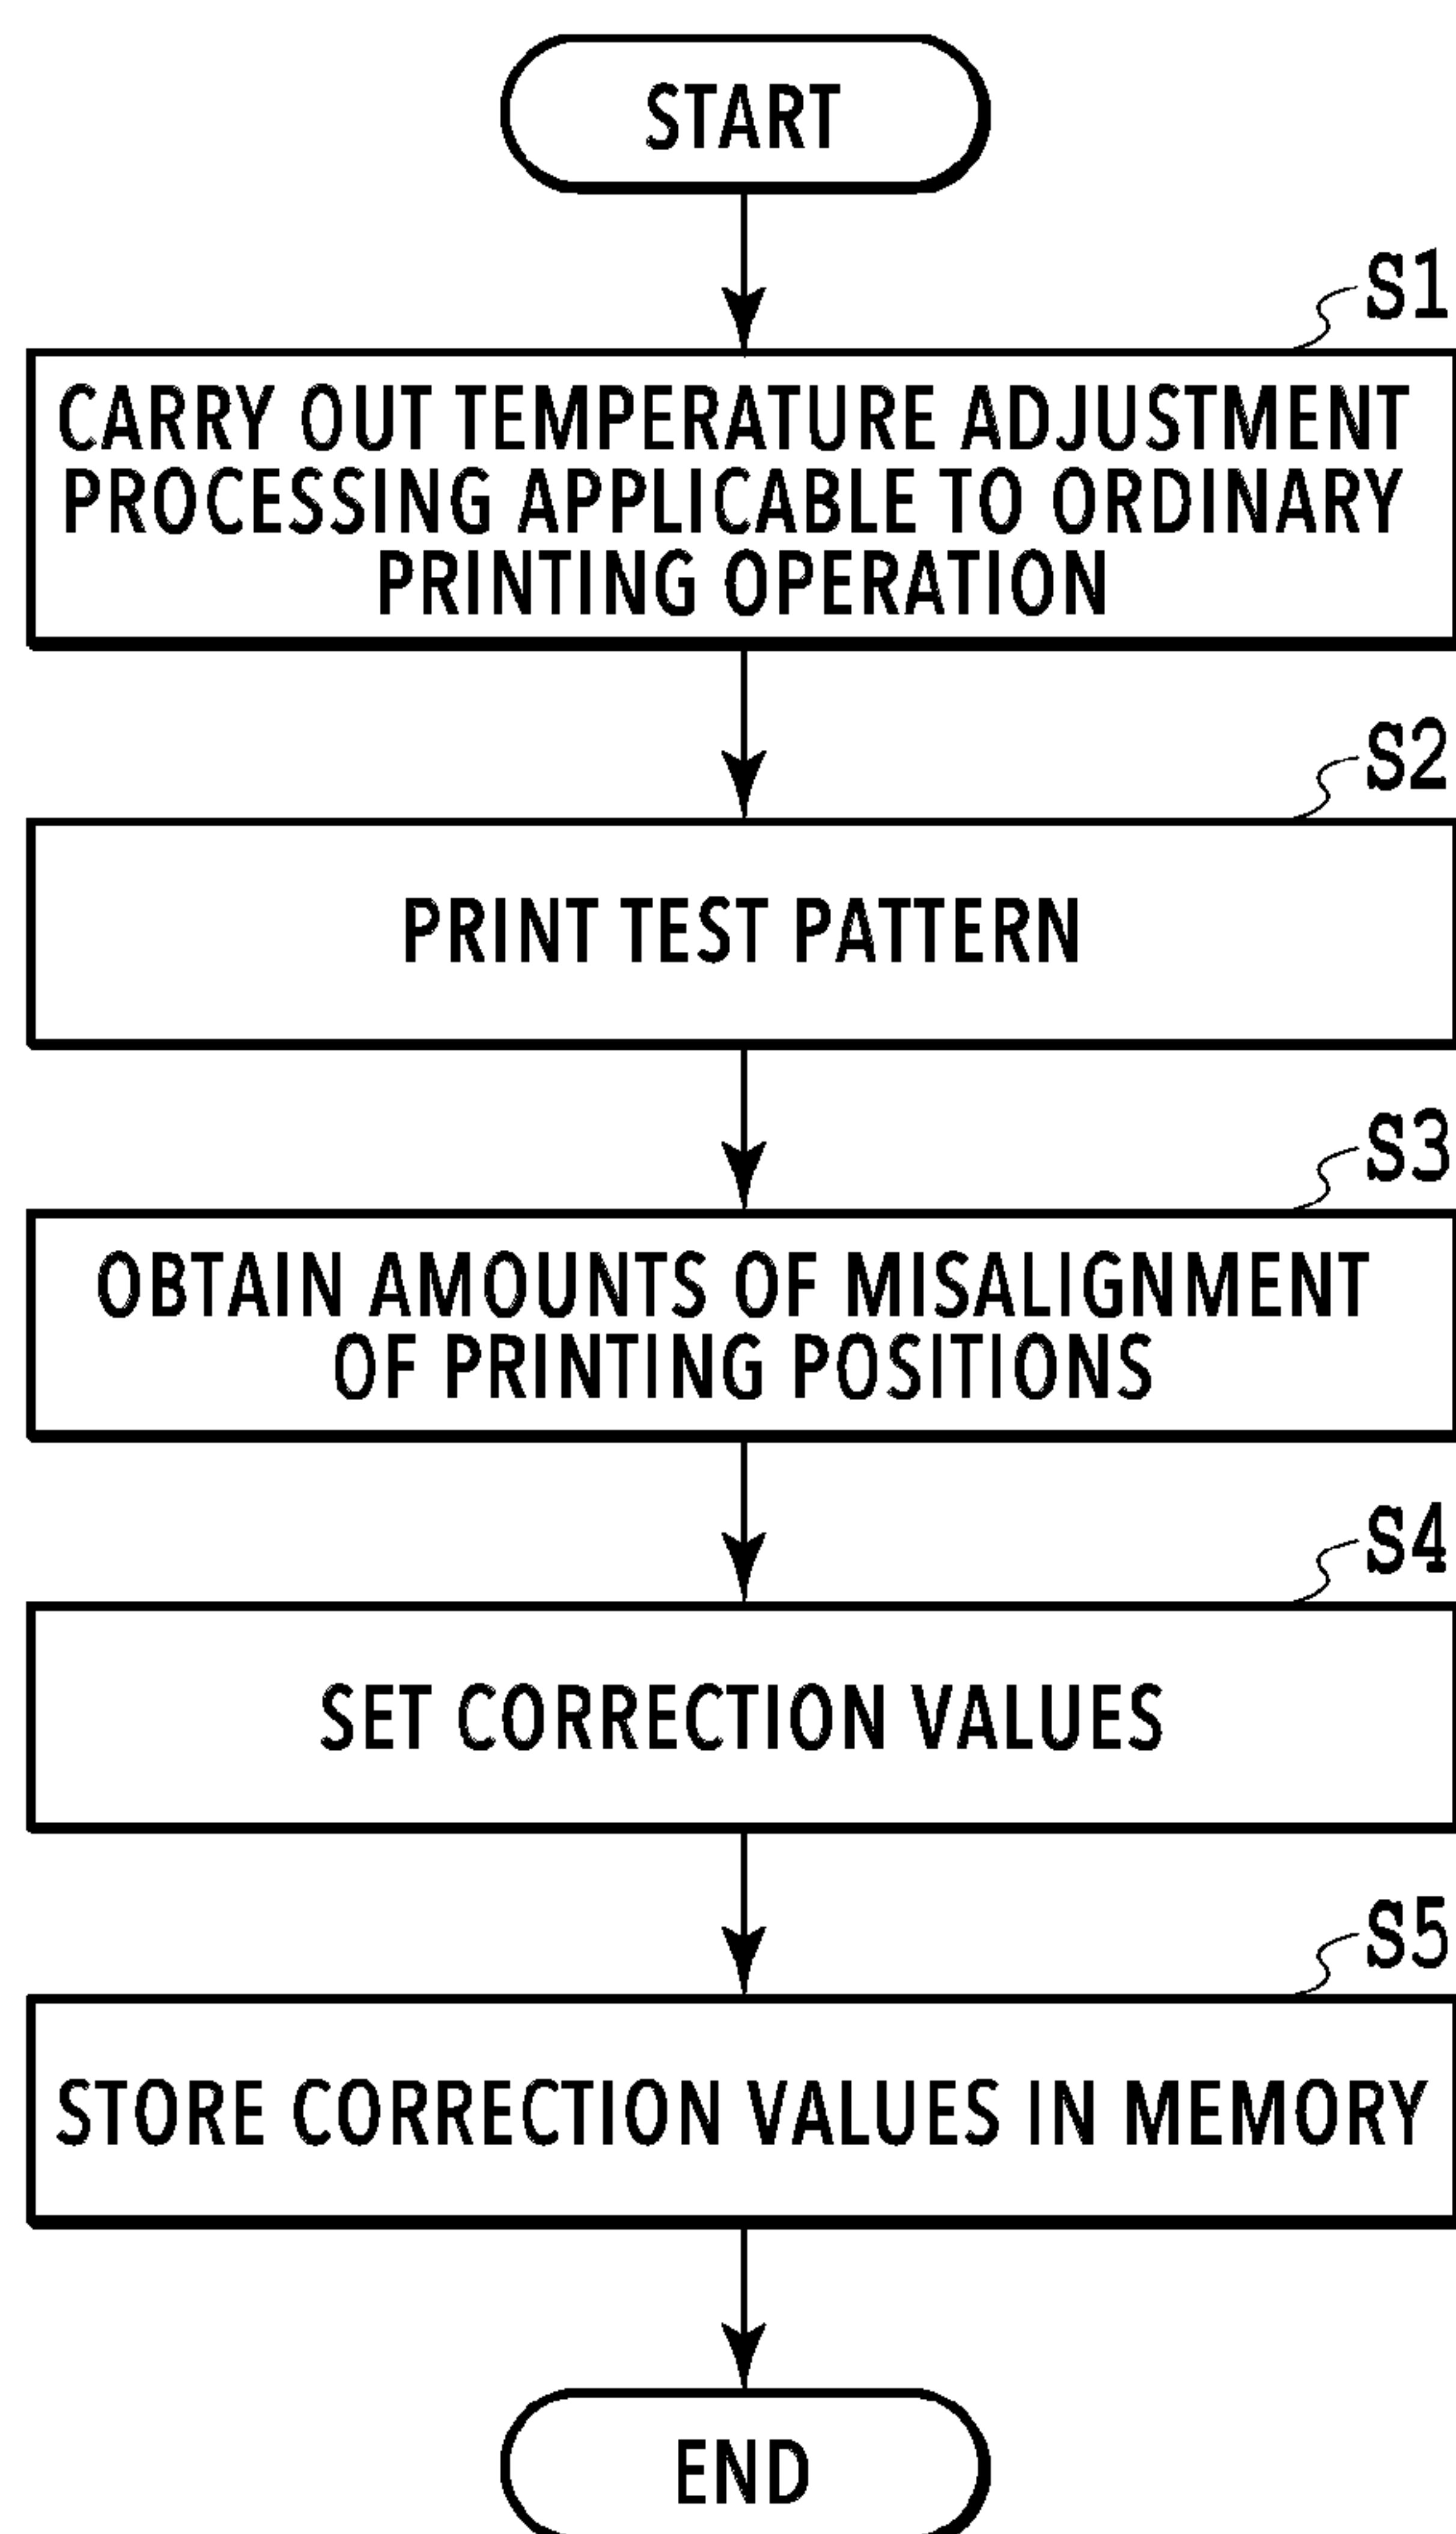 START
S1
CARRY OUT TEMPERATURE ADJUSTMENT
PROCESSING APPLICABLE TO ORDINARY
PRINTING OPERATION
S2
PRINT TEST PATTERN
S3
OBTAIN AMOUNTS OF MISALIGNMENT
OF PRINTING POSITIONS
S4
SET CORRECTION VALUES
S5
STORE CORRECTION VALUES IN MEMORY
END